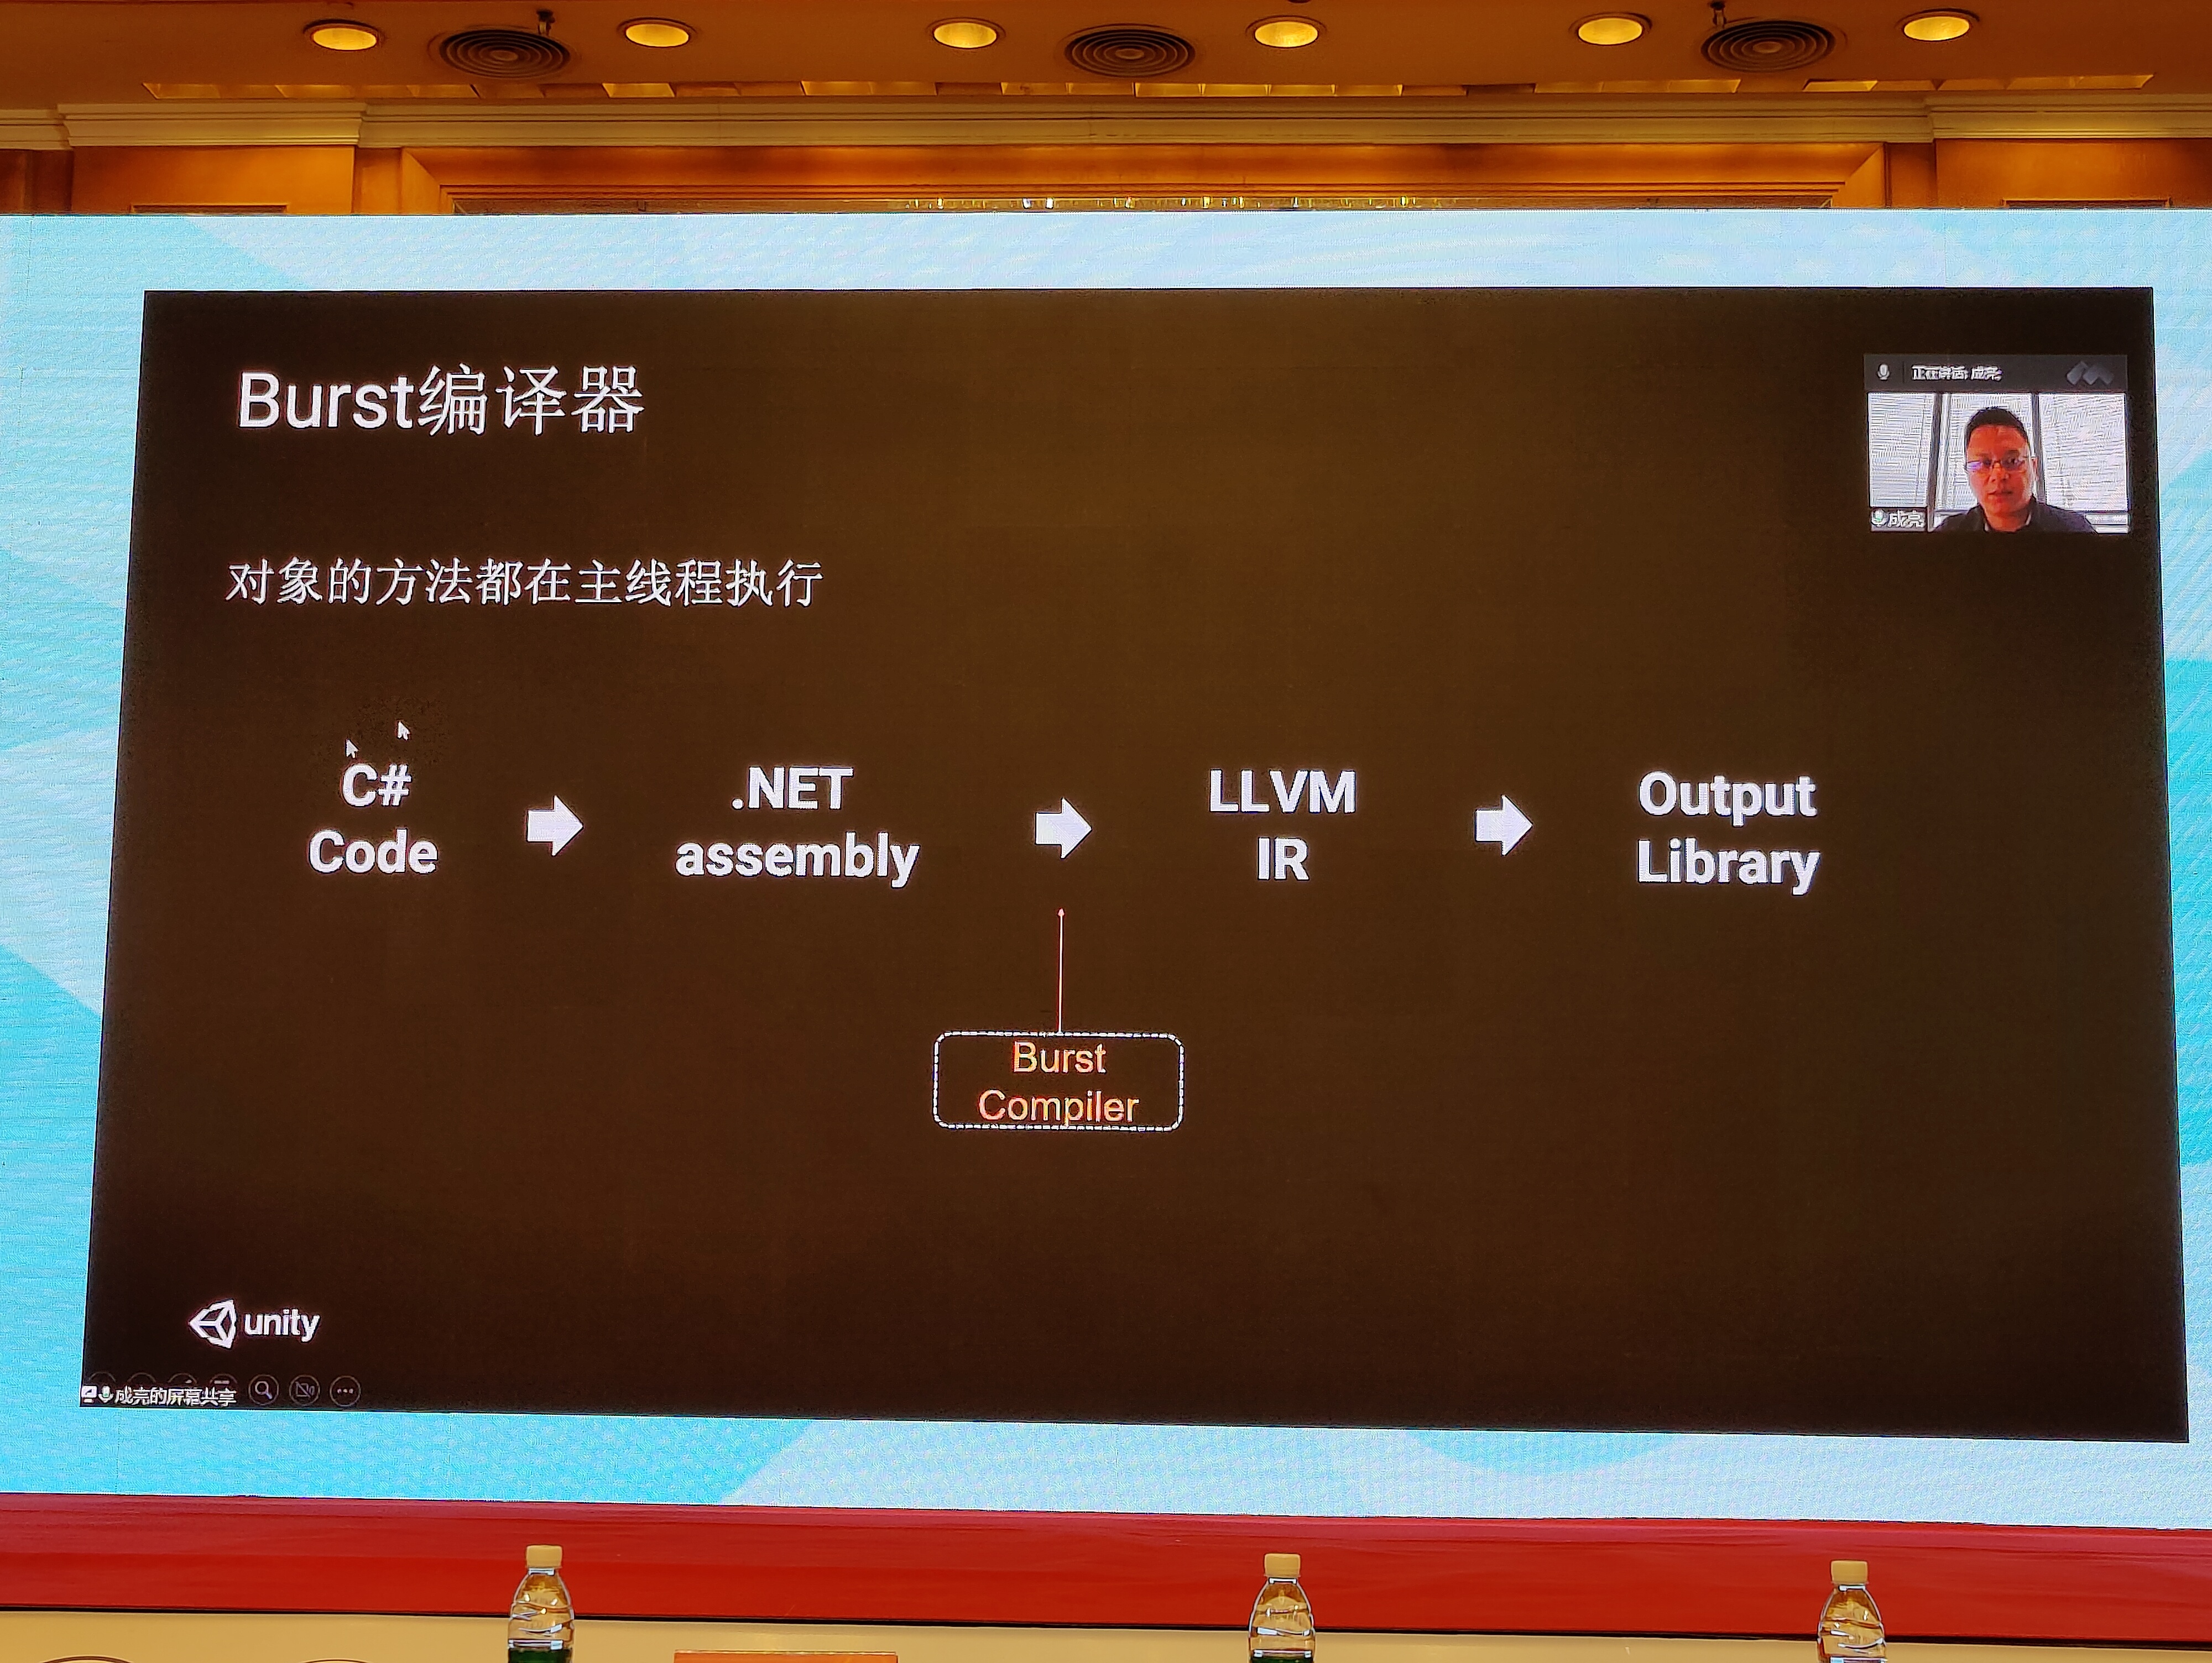 Burst编译器
正在讲话: 成亮;
成亮
对象的方法都在主线程执行
C#
Code
.NET
assembly
LLVM
IR
Output
Library
Burst
Compiler
unity
成亮的屏幕共享